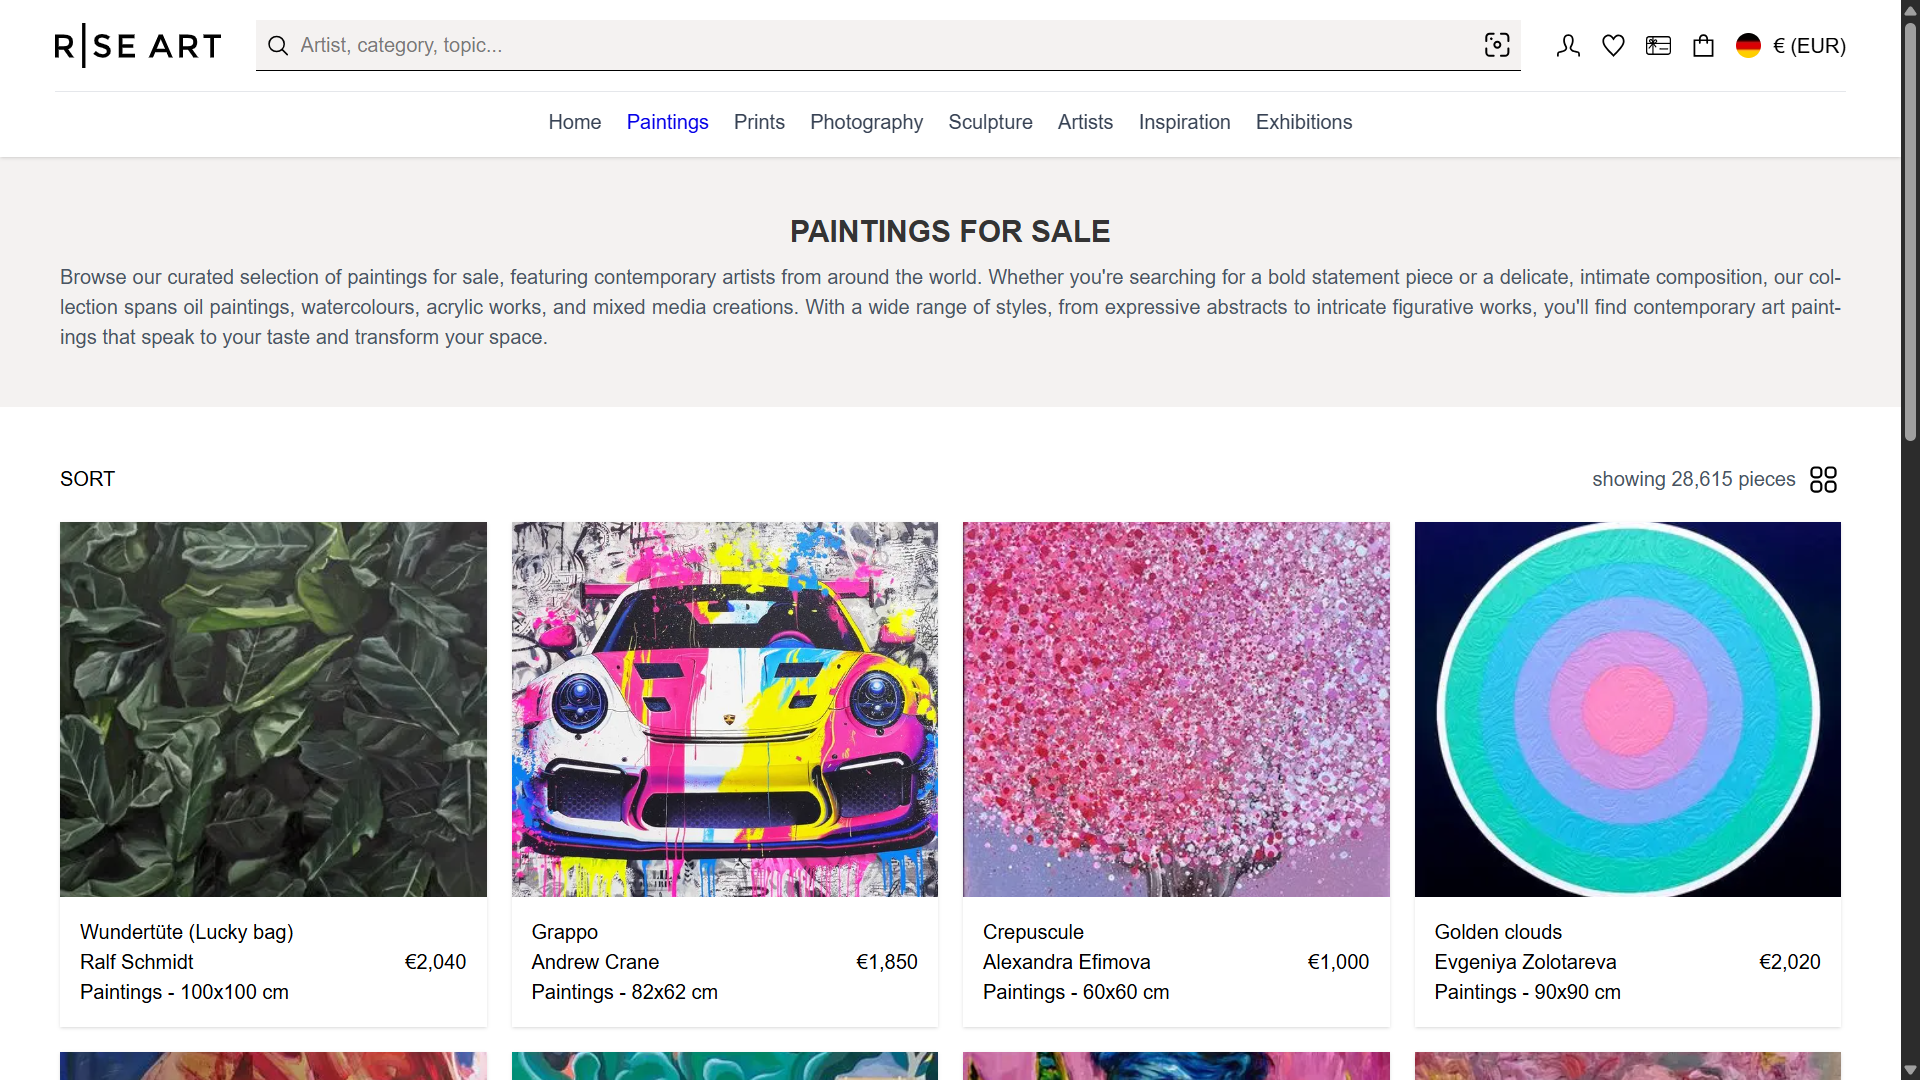 R|SE ART
Artist, category, topic...
€ (EUR)
Home Paintings Prints Photography Sculpture Artists Inspiration Exhibitions
PAINTINGS FOR SALE
Browse our curated selection of paintings for sale, featuring contemporary artists from around the world. Whether you're searching for a bold statement piece or a delicate, intimate composition, our col-
lection spans oil paintings, watercolours, acrylic works, and mixed media creations. With a wide range of styles, from expressive abstracts to intricate figurative works, you'll find contemporary art paint-
ings that speak to your taste and transform your space.
SORT
showing 28,615 pieces
Wundertüte (Lucky bag)
Ralf Schmidt €2,040
Paintings - 100x100 cm
Grappo
Andrew Crane €1,850
Paintings - 82x62 cm
Crepuscule
Alexandra Efimova €1,000
Paintings - 60x60 cm
Golden clouds
Evgeniya Zolotareva €2,020
Paintings - 90x90 cm